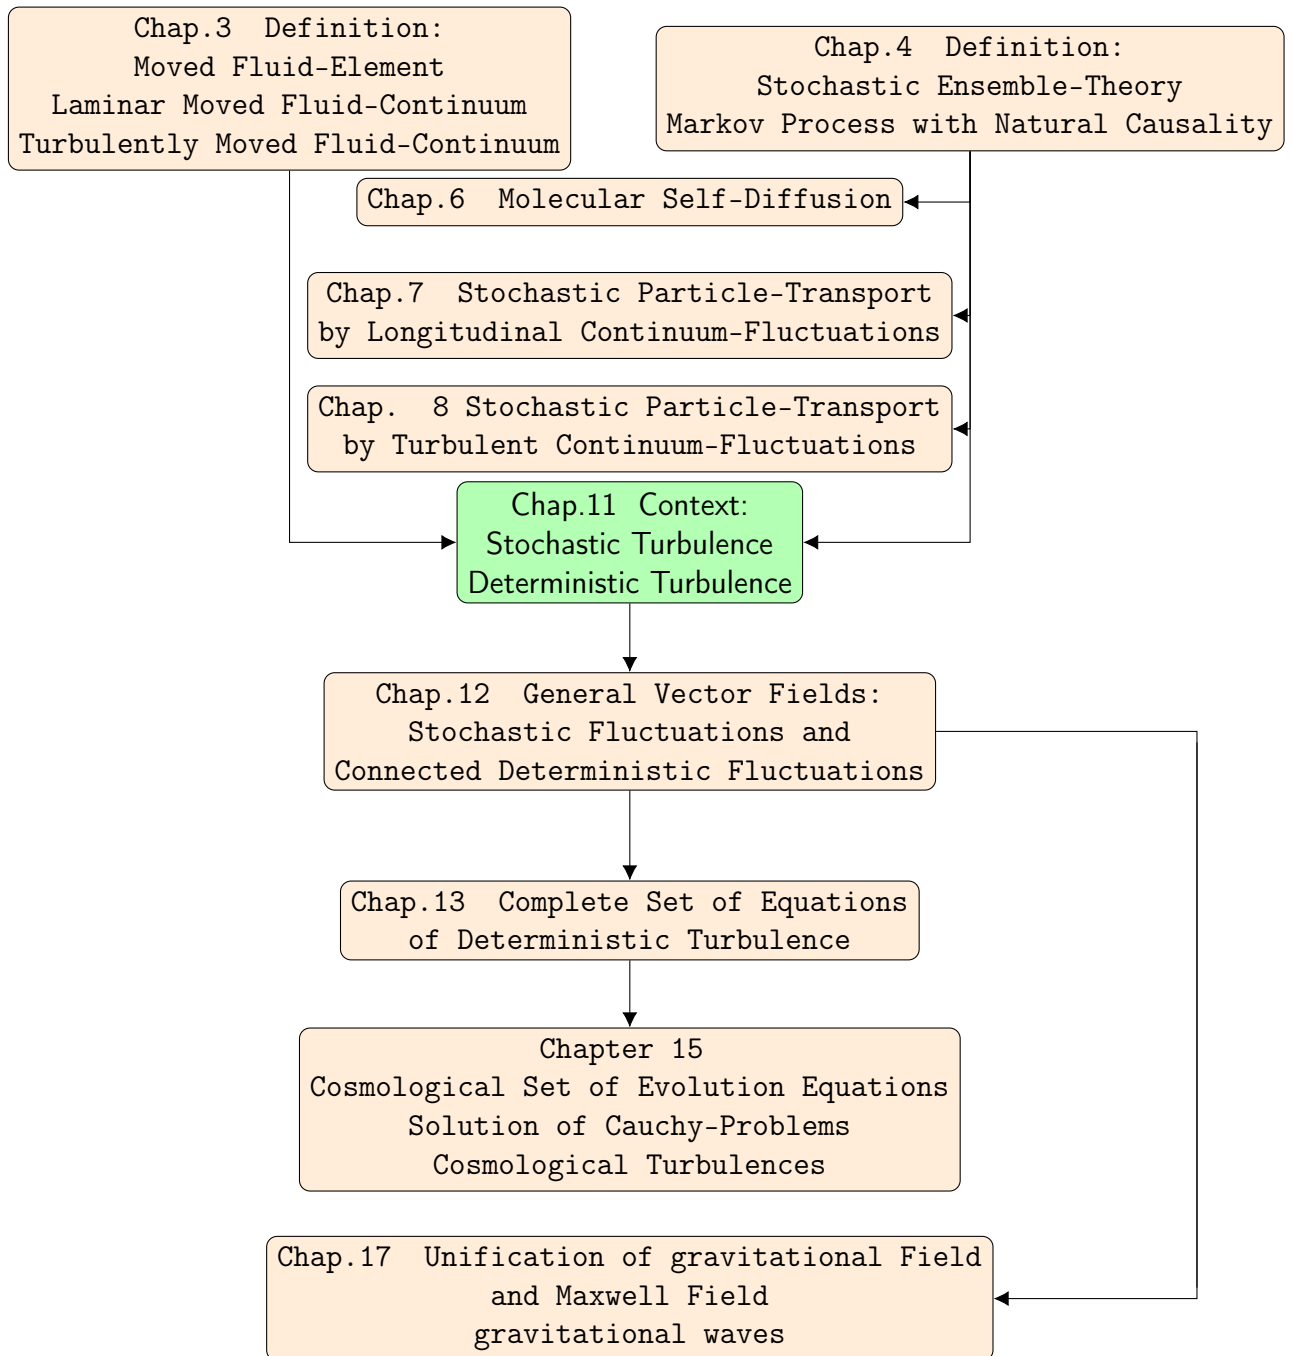 Chap.3 Definition:
Moved Fluid-Element
Laminar Moved Fluid-Continuum
Turbulently Moved Fluid-Continuum
Chap.4 Definition:
Stochastic Ensemble-Theory
Markov Process with Natural Causality
Chap.6 Molecular Self-Diffusion
Chap.7 Stochastic Particle-Transport
by Longitudinal Continuum-Fluctuations
Chap. 8 Stochastic Particle-Transport
by Turbulent Continuum-Fluctuations
Chap.11 Context:
Stochastic Turbulence
Deterministic Turbulence
Chap.12 General Vector Fields:
Stochastic Fluctuations and
Connected Deterministic Fluctuations
Chap.13 Complete Set of Equations
of Deterministic Turbulence
Chapter 15
Cosmological Set of Evolution Equations
Solution of Cauchy-Problems
Cosmological Turbulences
Chap.17 Unification of gravitational Field
and Maxwell Field
gravitational waves